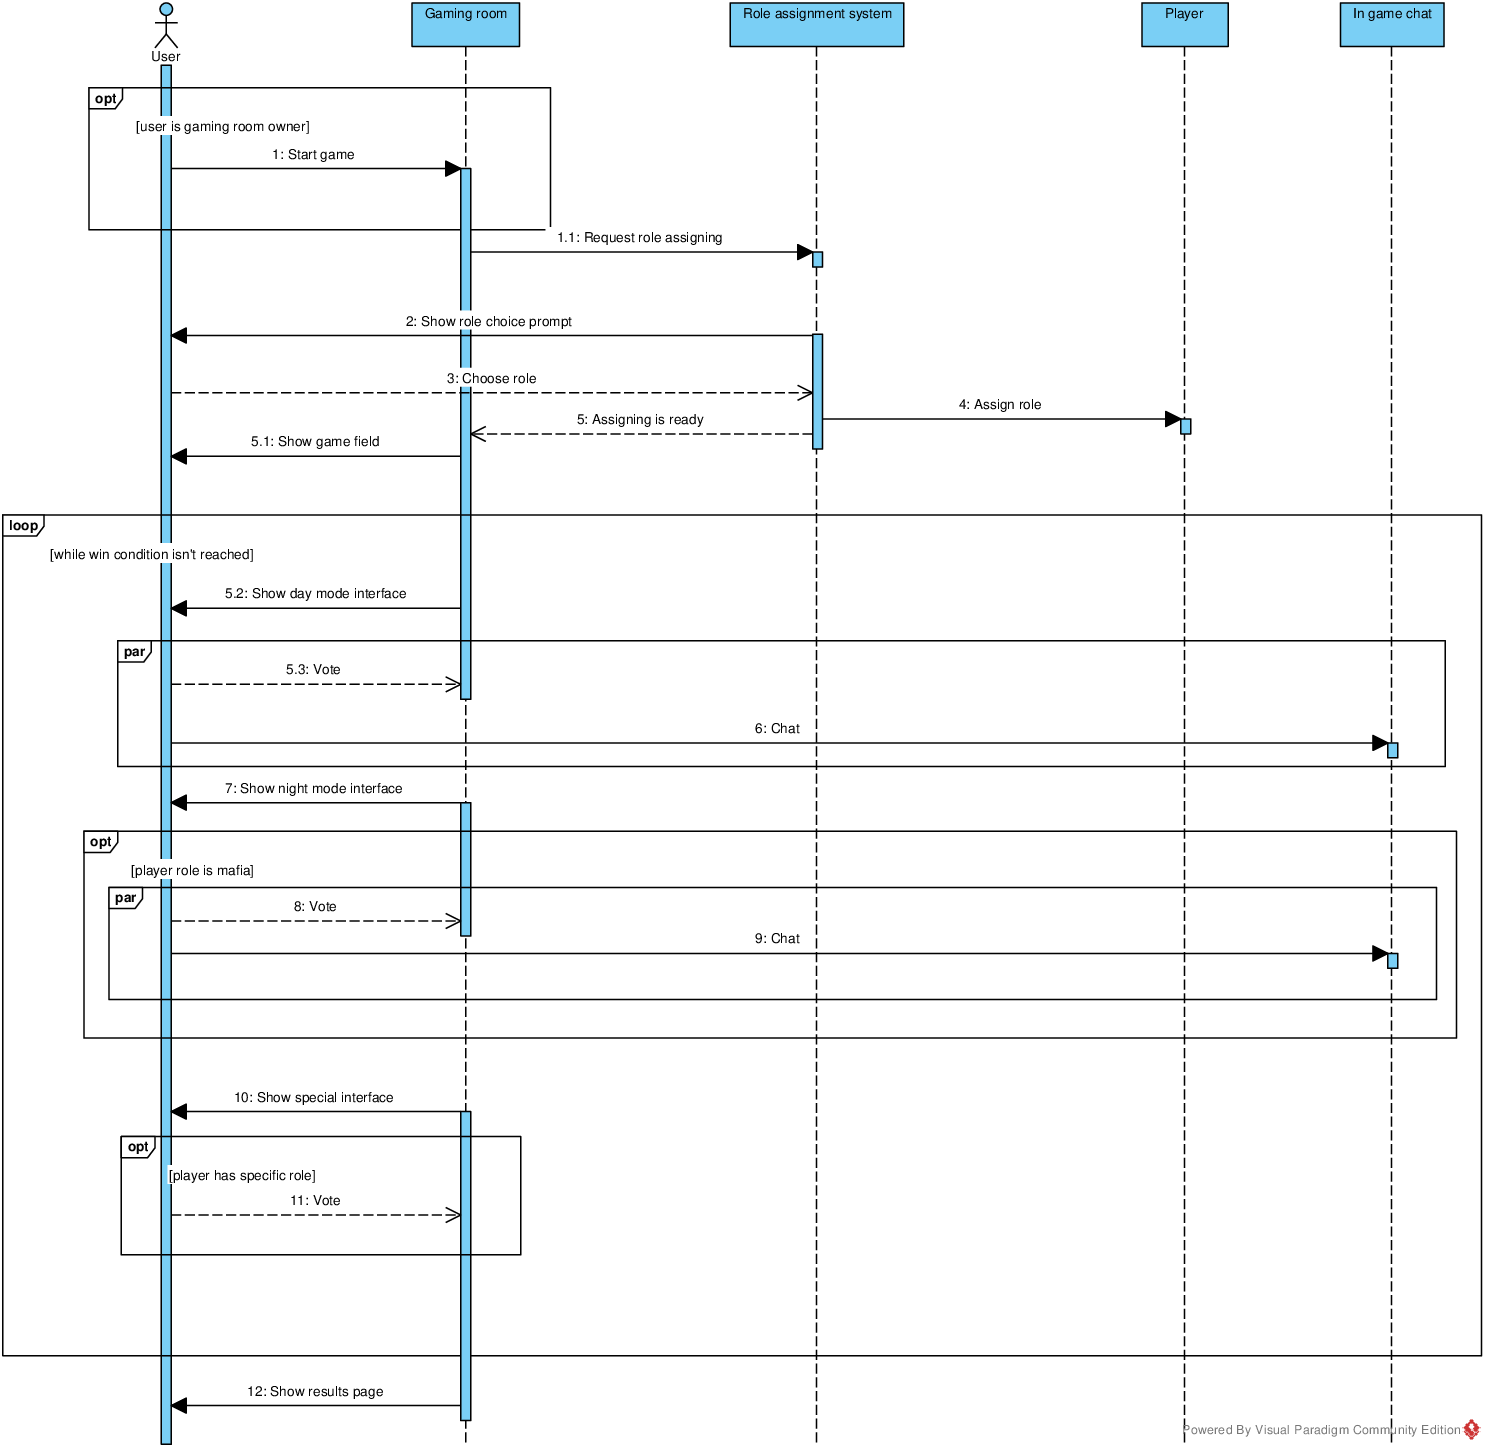 Gaming room
Role assignment system
Player
In game chat
User
opt
[user is gaming room owner]
1: Start game
1.1: Request role assigning
2: Show role choice prompt
3: Choose role
4: Assign role
5: Assigning is ready
5.1: Show game field
loop
[while win condition isn't reached]
5.2: Show day mode interface
par
5.3: Vote
6: Chat
7: Show night mode interface
opt
[player role is mafia]
par
8: Vote
9: Chat
10: Show special interface
opt
[player has specific role]
11: Vote
12: Show results page
Powered By Visual Paradigm Community Edition